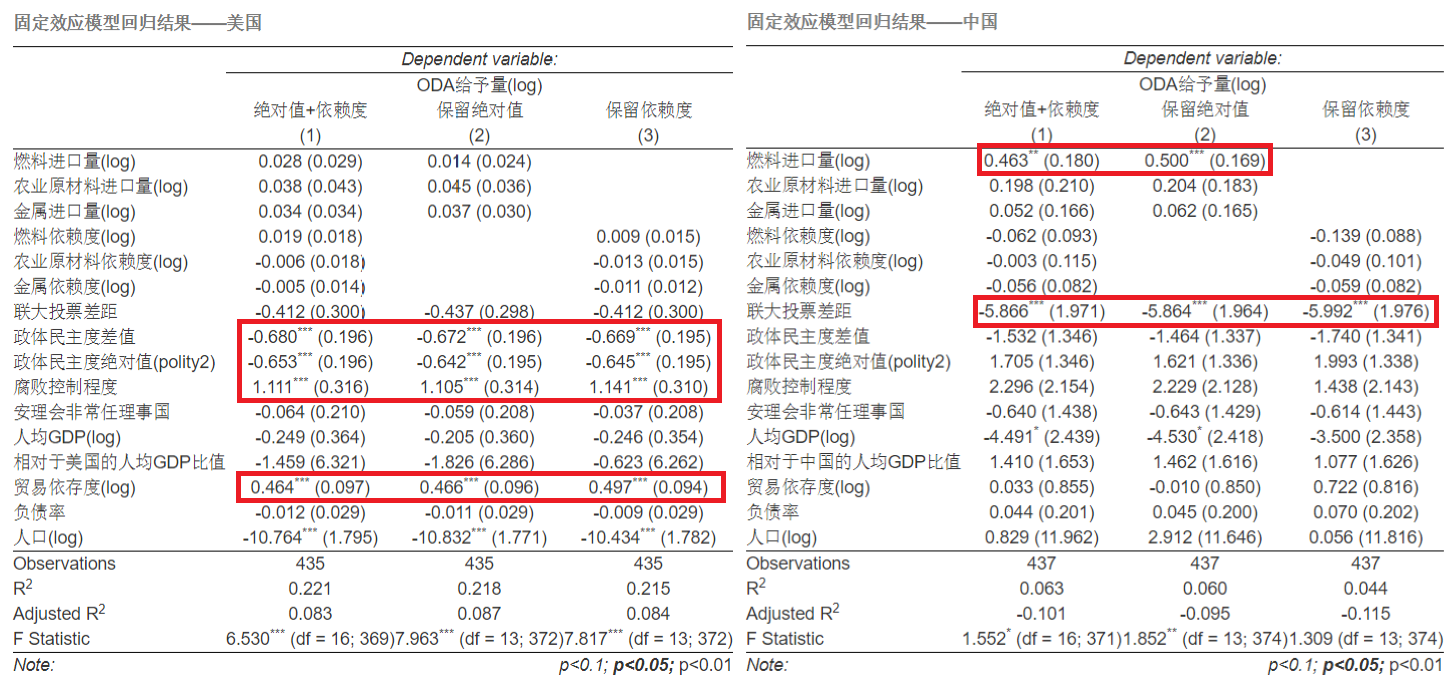 固定效应模型回归结果——美国
Dependent variable:
ODA给予量(log)
绝对值+依赖度 保留绝对值 保留依赖度
(1) (2) (3)
燃料进口量(log) 0.028 (0.029) 0.014 (0.024)
农业原材料进口量(log) 0.038 (0.043) 0.045 (0.036)
金属进口量(log) 0.034 (0.034) 0.037 (0.030)
燃料依赖度(log) 0.019 (0.018) 0.009 (0.015)
农业原材料依赖度(log) -0.006 (0.018) -0.013 (0.015)
金属依赖度(log) -0.005 (0.014) -0.011 (0.012)
联大投票差距 -0.412 (0.300) -0.437 (0.298) -0.412 (0.300)
政体民主度差值 -0.680*** (0.196) -0.672*** (0.196) -0.669*** (0.195)
政体民主度绝对值(polity2) -0.653*** (0.196) -0.642*** (0.195) -0.645*** (0.195)
腐败控制程度 1.111*** (0.316) 1.105*** (0.314) 1.141*** (0.310)
安理会非常任理事国 -0.064 (0.210) -0.059 (0.208) -0.037 (0.208)
人均GDP(log) -0.249 (0.364) -0.205 (0.360) -0.246 (0.354)
相对于美国的人均GDP比值 -1.459 (6.321) -1.826 (6.286) -0.623 (6.262)
贸易依存度(log) 0.464*** (0.097) 0.466*** (0.096) 0.497*** (0.094)
负债率 -0.012 (0.029) -0.011 (0.029) -0.009 (0.029)
人口(log) -10.764*** (1.795) -10.832*** (1.771) -10.434*** (1.782)
Observations 435 435 435
R2 0.221 0.218 0.215
Adjusted R2 0.083 0.087 0.084
F Statistic 6.530*** (df = 16; 369) 7.963*** (df = 13; 372) 7.817*** (df = 13; 372)
Note: p<0.1; p<0.05; p<0.01
固定效应模型回归结果——中国
Dependent variable:
ODA给予量(log)
绝对值+依赖度 保留绝对值 保留依赖度
(1) (2) (3)
燃料进口量(log) 0.463** (0.180) 0.500*** (0.169)
农业原材料进口量(log) 0.198 (0.210) 0.204 (0.183)
金属进口量(log) 0.052 (0.166) 0.062 (0.165)
燃料依赖度(log) -0.062 (0.093) -0.139 (0.088)
农业原材料依赖度(log) -0.003 (0.115) -0.049 (0.101)
金属依赖度(log) -0.056 (0.082) -0.059 (0.082)
联大投票差距 -5.866*** (1.971) -5.864*** (1.964) -5.992*** (1.976)
政体民主度差值 -1.532 (1.346) -1.464 (1.337) -1.740 (1.341)
政体民主度绝对值(polity2) 1.705 (1.346) 1.621 (1.336) 1.993 (1.338)
腐败控制程度 2.296 (2.154) 2.229 (2.128) 1.438 (2.143)
安理会非常任理事国 -0.640 (1.438) -0.643 (1.429) -0.614 (1.443)
人均GDP(log) -4.491* (2.439) -4.530* (2.418) -3.500 (2.358)
相对于中国的人均GDP比值 1.410 (1.653) 1.462 (1.616) 1.077 (1.626)
贸易依存度(log) 0.033 (0.855) -0.010 (0.850) 0.722 (0.816)
负债率 0.044 (0.201) 0.045 (0.200) 0.070 (0.202)
人口(log) 0.829 (11.962) 2.912 (11.646) 0.056 (11.816)
Observations 437 437 437
R2 0.063 0.060 0.044
Adjusted R2 -0.101 -0.095 -0.115
F Statistic 1.552* (df = 16; 371) 1.852** (df = 13; 374) 1.309 (df = 13; 374)
Note: p<0.1; p<0.05; p<0.01